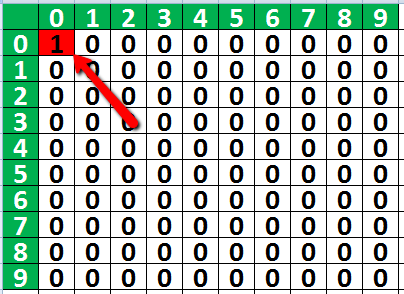 0 1 2 3 4 5 6 7 8 9
0 1 0 0 0 0 0 0 0 0 0
1 0 0 0 0 0 0 0 0 0 0
2 0 0 0 0 0 0 0 0 0 0
3 0 0 0 0 0 0 0 0 0 0
4 0 0 0 0 0 0 0 0 0 0
5 0 0 0 0 0 0 0 0 0 0
6 0 0 0 0 0 0 0 0 0 0
7 0 0 0 0 0 0 0 0 0 0
8 0 0 0 0 0 0 0 0 0 0
9 0 0 0 0 0 0 0 0 0 0